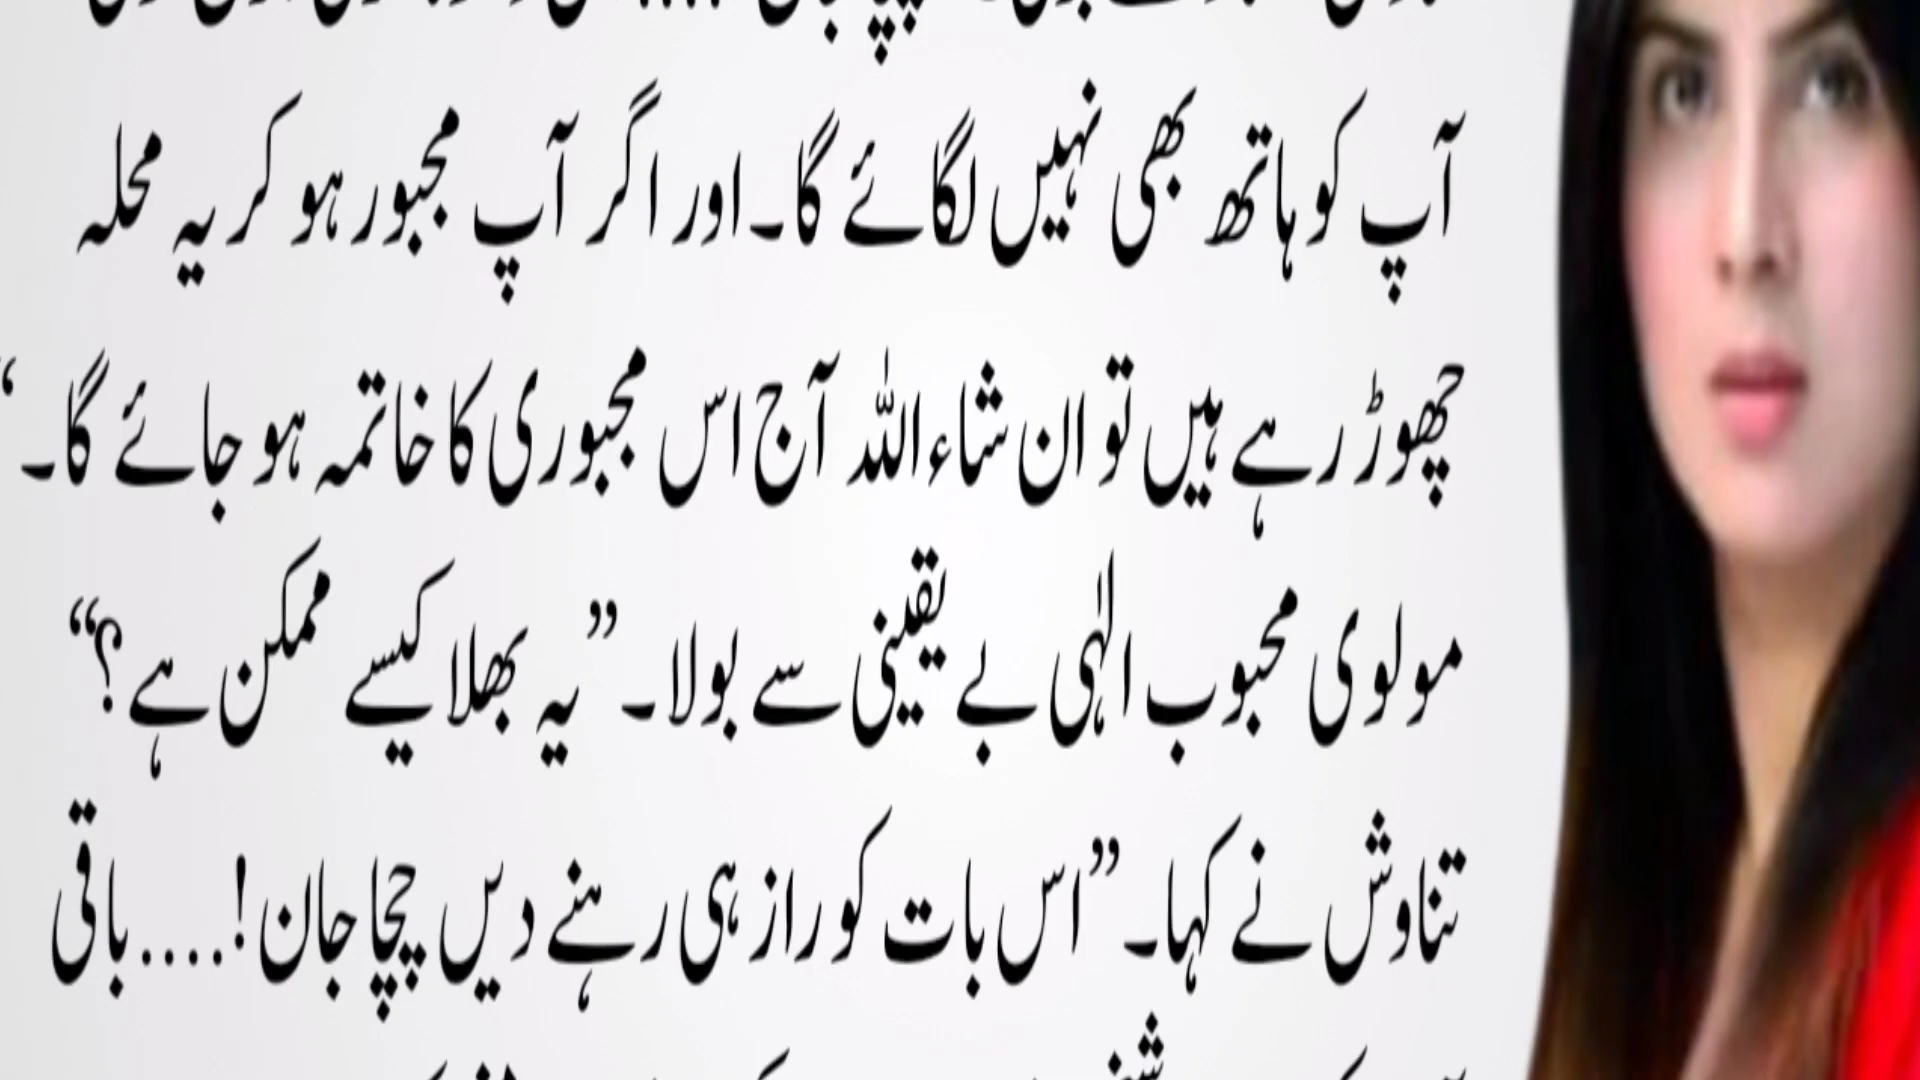 آپ کو ہاتھ بھی نہیں لگائے گا۔ اور اگر آپ مجبور ہو کر یہ محلہ
چھوڑ رہے ہیں تو ان شاء اللہ آج اس مجبوری کا خاتمہ ہو جائے گا۔“
مولوی محبوب الٰہی بے یقینی سے بولا۔ ”یہ بھلا کیسے ممکن ہے؟“
تناوش نے کہا۔ ”اس بات کو راز ہی رہنے دیں چچا جان!....باقی